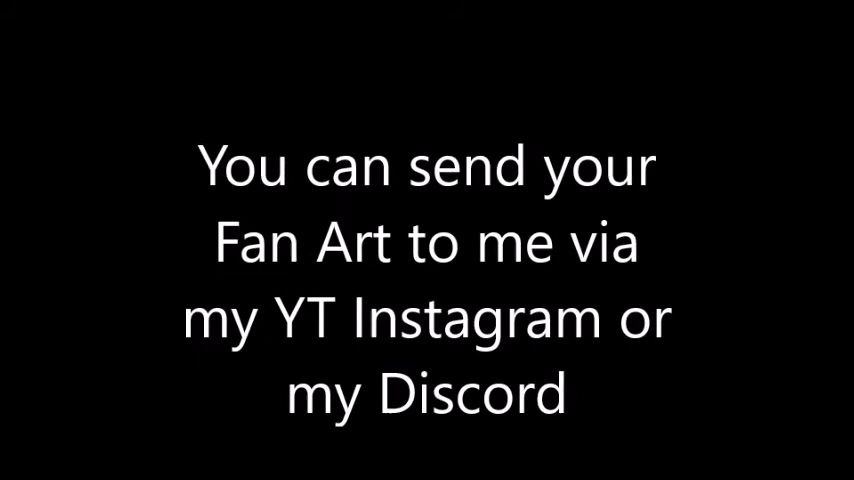 You can send your
Fan Art to me via
my YT Instagram or
my Discord